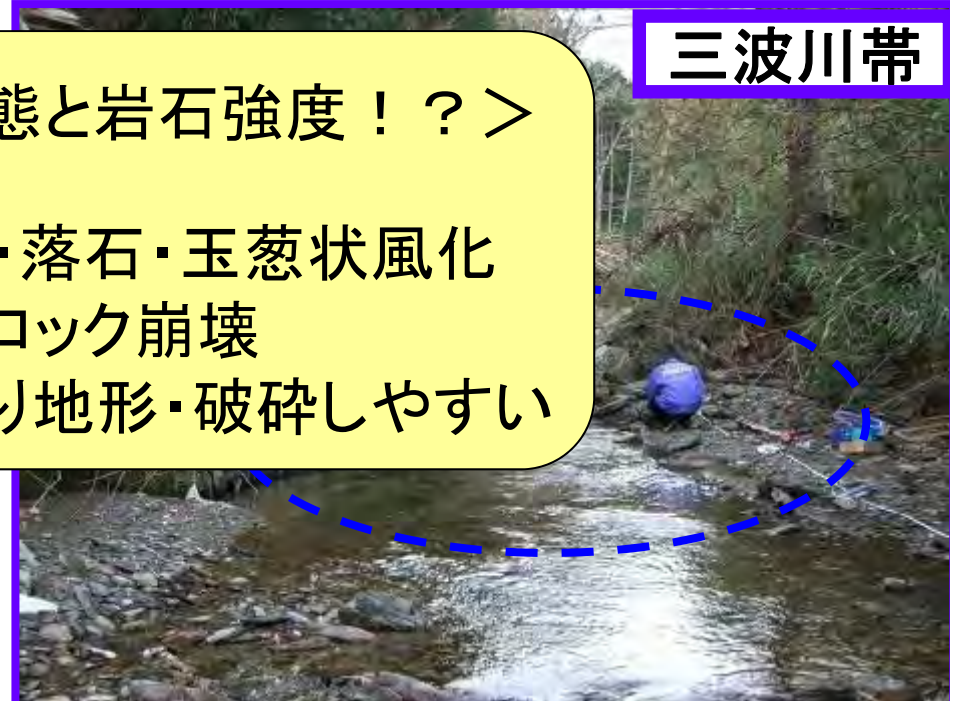 三波川帯
態と岩石強度！？＞
・落石・玉葱状風化
ロック崩壊
り地形・破砕しやすい